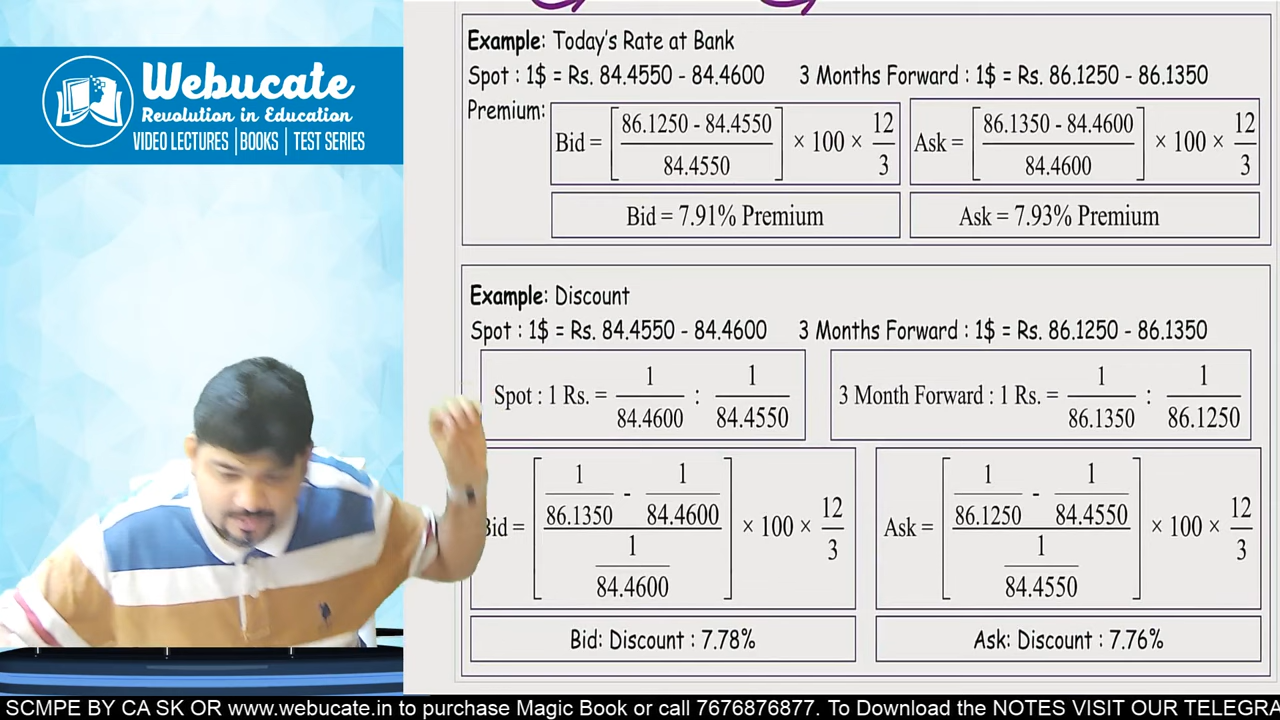 Webucate
Revolution in Education
VIDEO LECTURES | BOOKS | TEST SERIES
Example: Today's Rate at Bank
Spot : 1$ = Rs. 84.4550 - 84.4600 3 Months Forward : 1$ = Rs. 86.1250 - 86.1350
Premium:
Bid = [ (86.1250 - 84.4550) / 84.4550 ] × 100 × 12/3
Ask = [ (86.1350 - 84.4600) / 84.4600 ] × 100 × 12/3
Bid = 7.91% Premium
Ask = 7.93% Premium
Example: Discount
Spot : 1$ = Rs. 84.4550 - 84.4600 3 Months Forward : 1$ = Rs. 86.1250 - 86.1350
Spot : 1 Rs. = 1/84.4600 : 1/84.4550
3 Month Forward : 1 Rs. = 1/86.1350 : 1/86.1250
Bid = [ (1/86.1350 - 1/84.4600) / (1/84.4600) ] × 100 × 12/3
Ask = [ (1/86.1250 - 1/84.4550) / (1/84.4550) ] × 100 × 12/3
Bid: Discount : 7.78%
Ask: Discount : 7.76%
SCMPE BY CA SK OR www.webucate.in to purchase Magic Book or call 7676876877. To Download the NOTES VISIT OUR TELEGRA